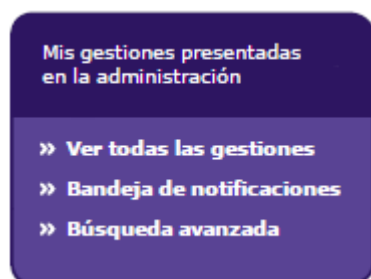 Mis gestiones presentadas
en la administración
» Ver todas las gestiones
» Bandeja de notificaciones
» Búsqueda avanzada